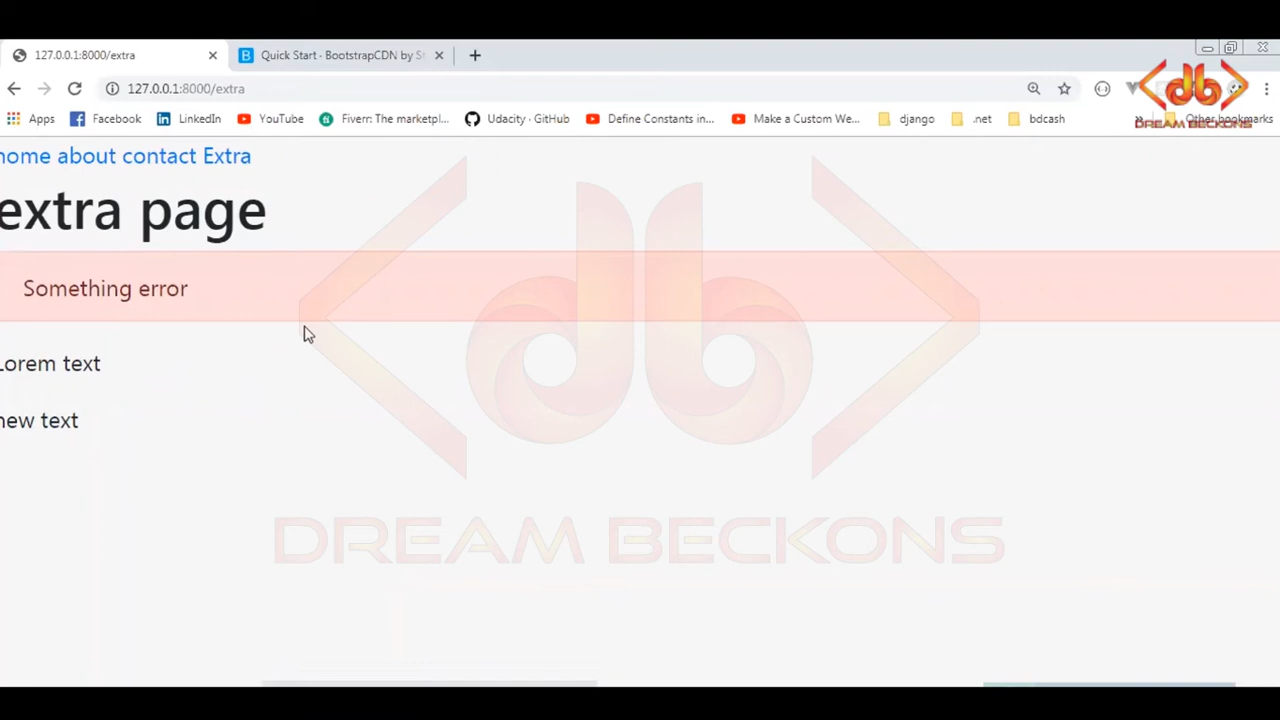 127.0.0.1:8000/extra
Quick Start · BootstrapCDN by St
127.0.0.1:8000/extra
Apps Facebook LinkedIn YouTube Fiverr: The marketpl... Udacity · GitHub Define Constants in... Make a Custom We... django .net bdcash Other bookmarks
DREAM BECKONS
home about contact Extra
extra page
Something error
Lorem text
new text
DREAM BECKONS